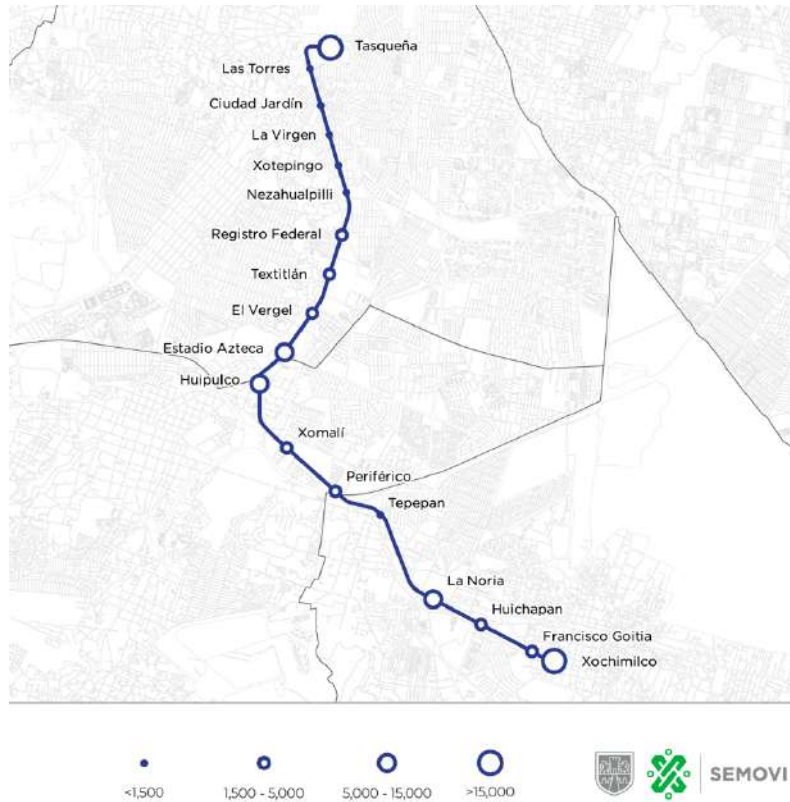 Tasqueña
Las Torres
Ciudad Jardín
La Virgen
Xotepingo
Nezahualpilli
Registro Federal
Textitlán
El Vergel
Estadio Azteca
Huipulco
Xomalí
Periférico
Tepepan
La Noria
Huichapan
Francisco Goitia
Xochimilco
<1,500
1,500 - 5,000
5,000 - 15,000
>15,000
SEMOVI